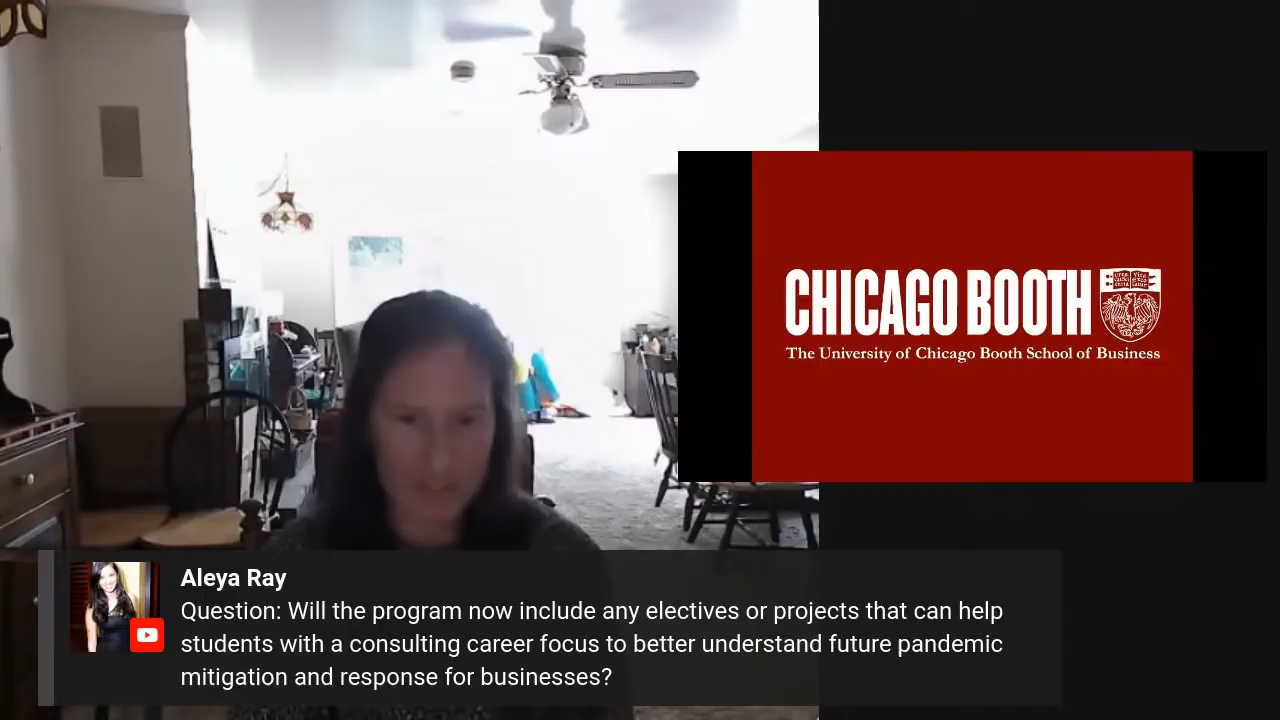 CHICAGO BOOTH
The University of Chicago Booth School of Business
Aleya Ray
Question: Will the program now include any electives or projects that can help
students with a consulting career focus to better understand future pandemic
mitigation and response for businesses?